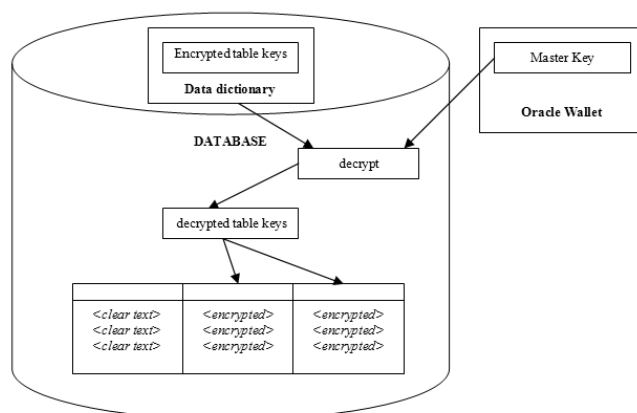 Encrypted table keys
Data dictionary
Master Key
Oracle Wallet
DATABASE
decrypt
decrypted table keys
<clear text> <encrypted> <encrypted>
<clear text> <encrypted> <encrypted>
<clear text> <encrypted> <encrypted>